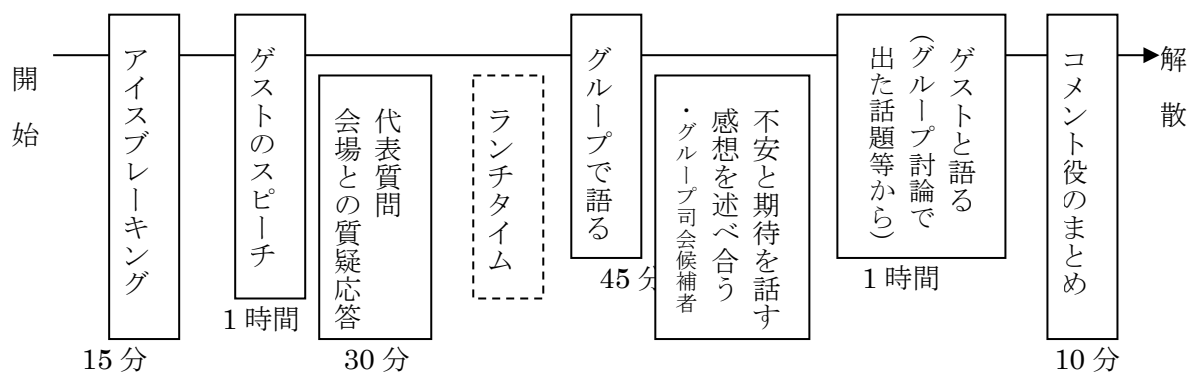 開始
アイスブレーキング
15分
ゲストのスピーチ
1時間
代表質問
会場との質疑応答
30分
ランチタイム
グループで語る
45分
不安と期待を話す
感想を述べ合う
・グループ司会候補者
ゲストと語る
(グループ討論で
出た話題等から)
1時間
コメント役のまとめ
10分
解散